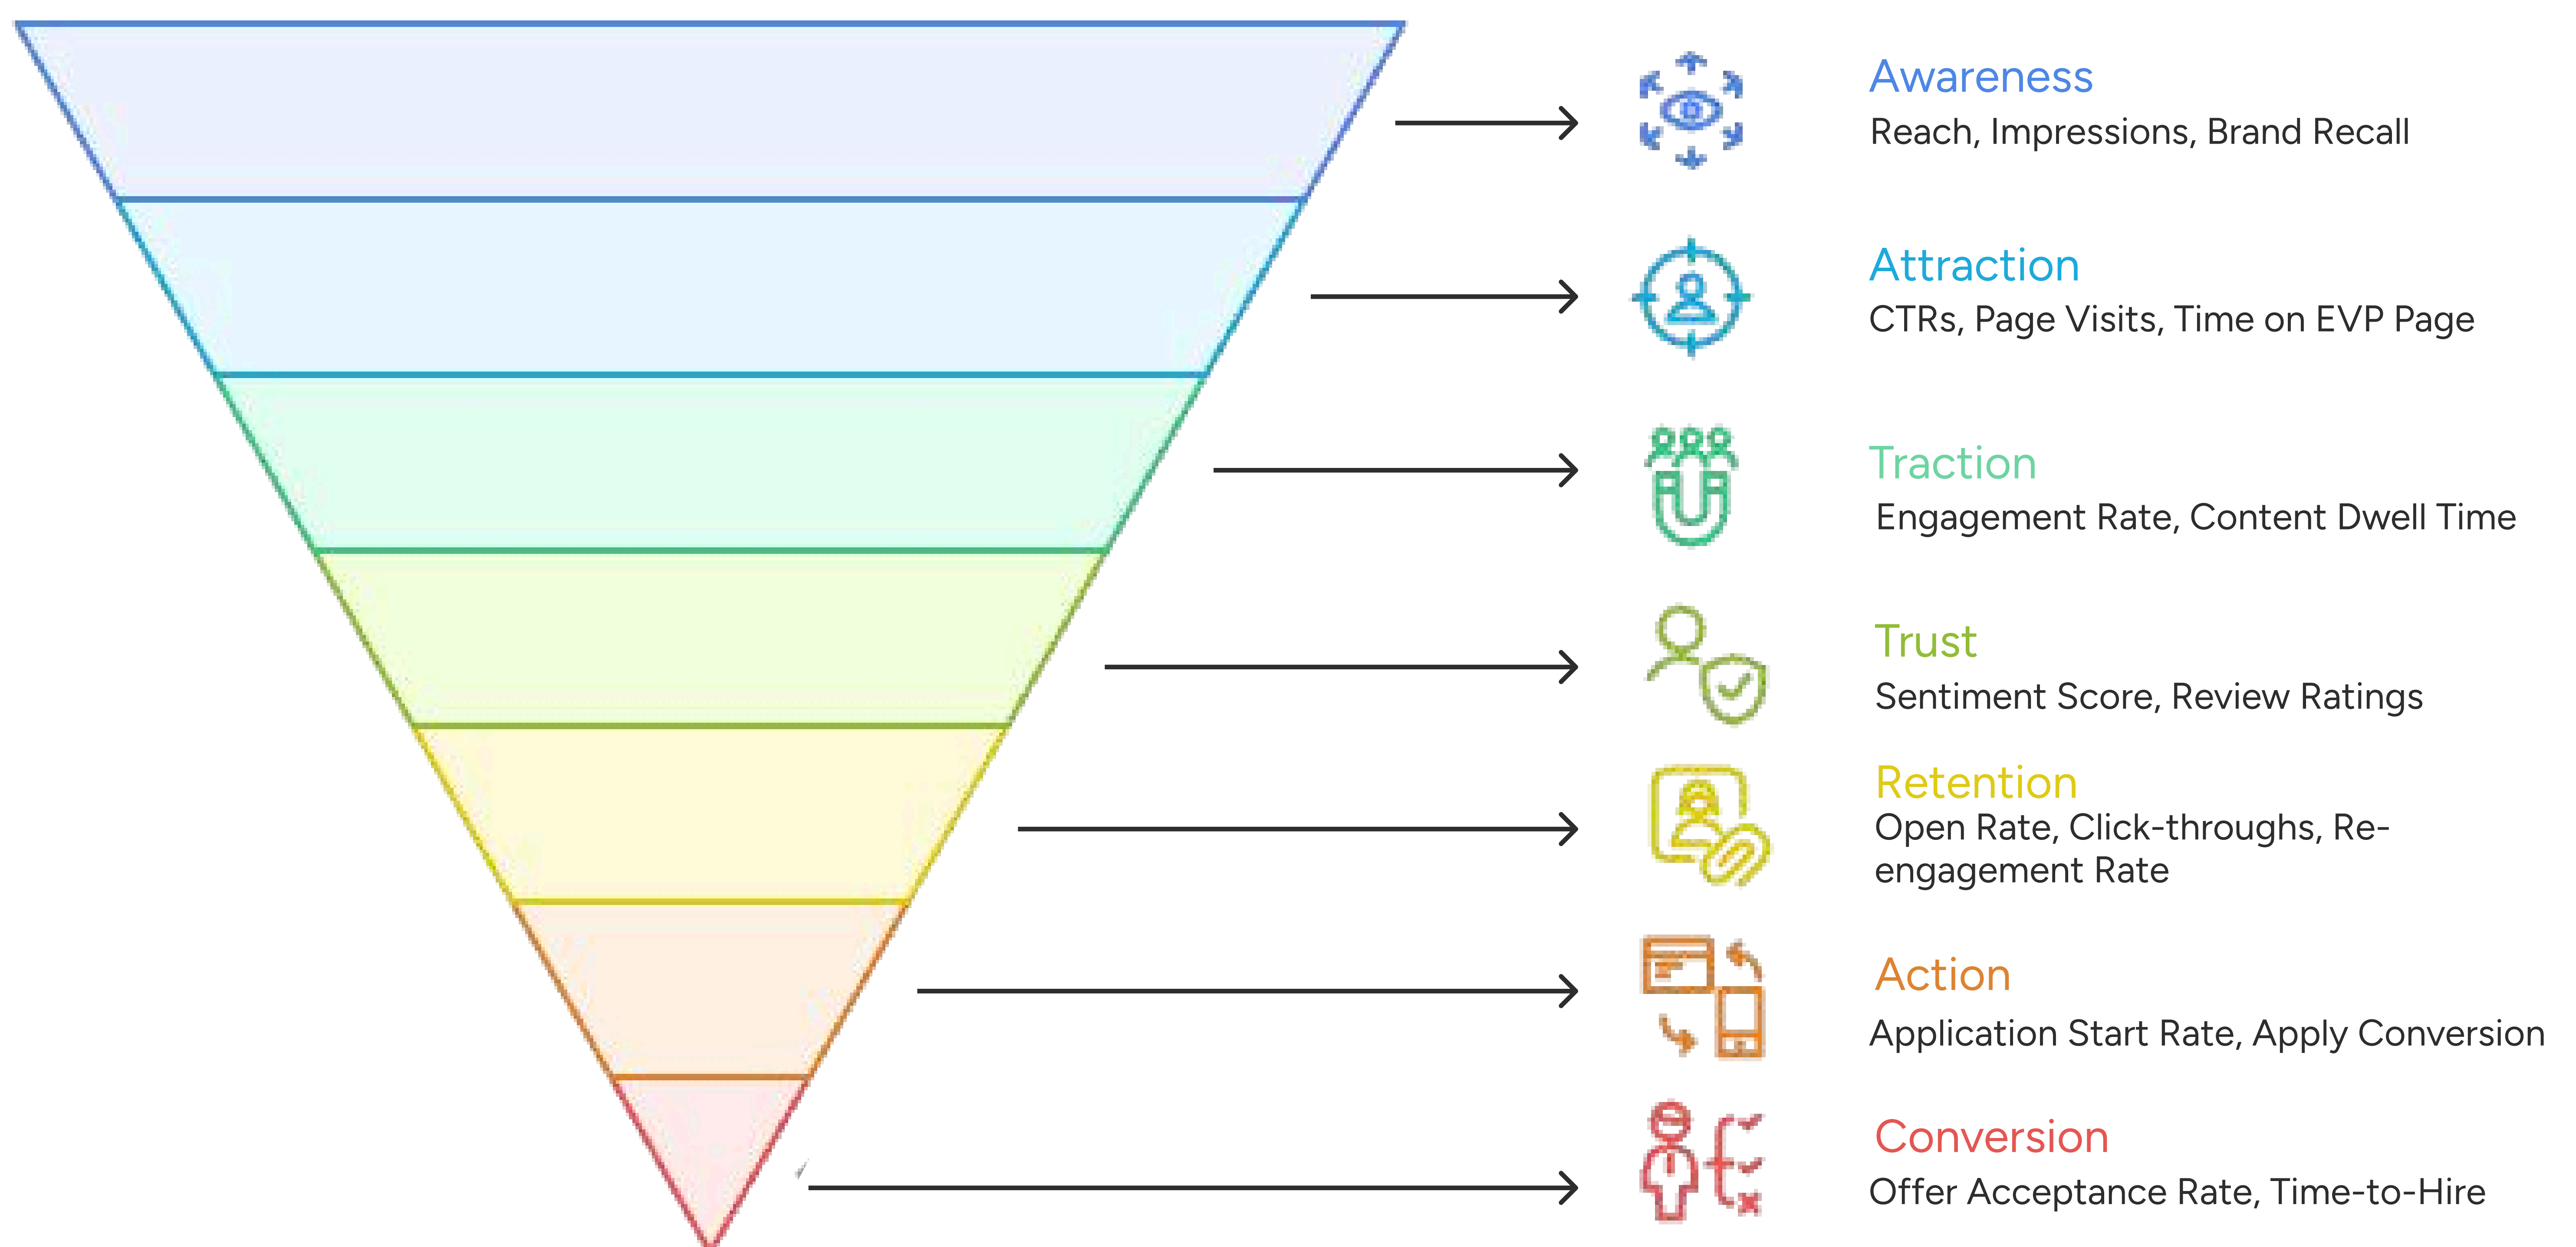 Awareness
Reach, Impressions, Brand Recall
Attraction
CTRs, Page Visits, Time on EVP Page
Traction
Engagement Rate, Content Dwell Time
Trust
Sentiment Score, Review Ratings
Retention
Open Rate, Click-throughs, Re-
engagement Rate
Action
Application Start Rate, Apply Conversion
Conversion
Offer Acceptance Rate, Time-to-Hire